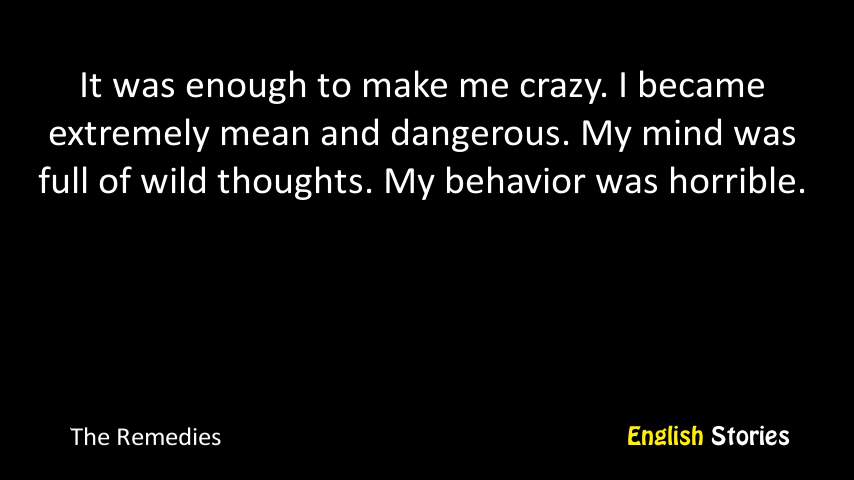 It was enough to make me crazy. I became
extremely mean and dangerous. My mind was
full of wild thoughts. My behavior was horrible.
The Remedies
English Stories